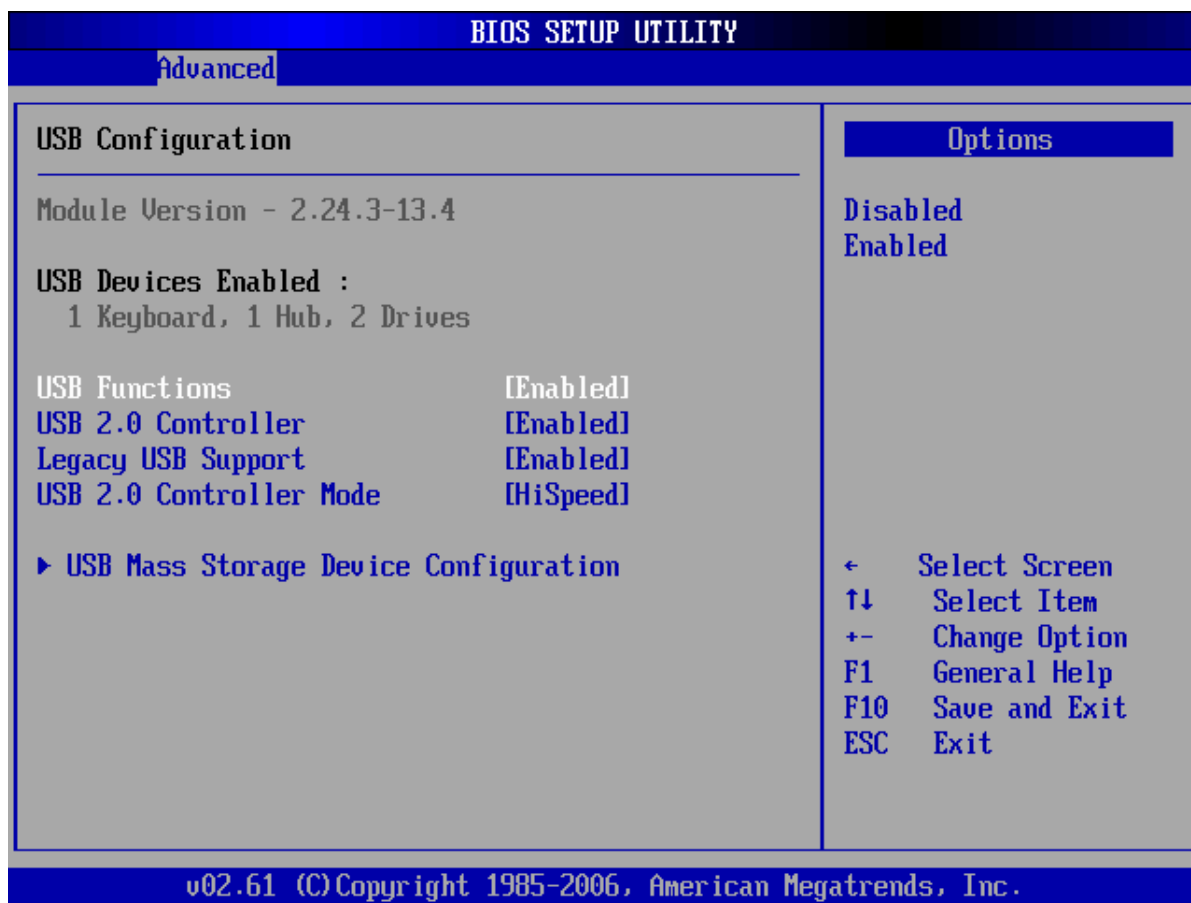 BIOS SETUP UTILITY
Advanced
USB Configuration
Module Version - 2.24.3-13.4
USB Devices Enabled :
1 Keyboard, 1 Hub, 2 Drives
USB Functions [Enabled]
USB 2.0 Controller [Enabled]
Legacy USB Support [Enabled]
USB 2.0 Controller Mode [HiSpeed]
▶ USB Mass Storage Device Configuration
Options
Disabled
Enabled
← Select Screen
↑↓ Select Item
+- Change Option
F1 General Help
F10 Save and Exit
ESC Exit
v02.61 (C)Copyright 1985-2006, American Megatrends, Inc.